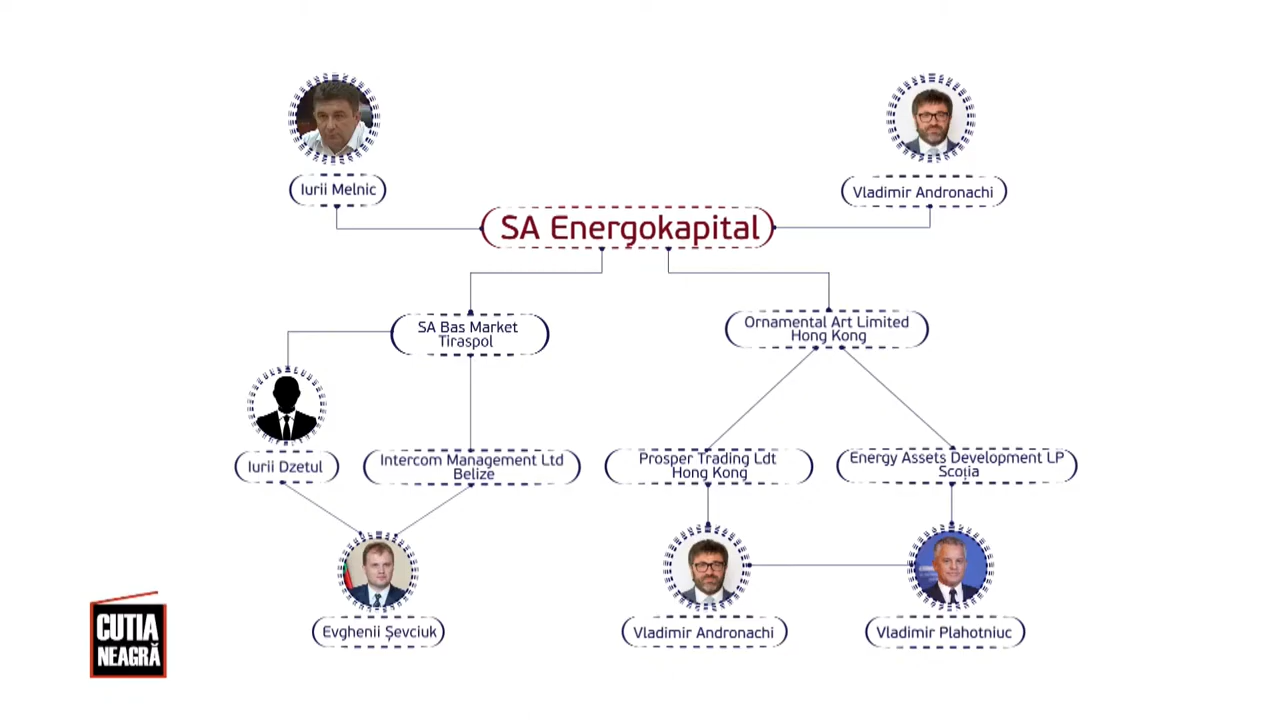 Iurii Melnic
Vladimir Andronachi
SA Energokapital
SA Bas Market
Tiraspol
Ornamental Art Limited
Hong Kong
Iurii Dzetul
Intercom Management Ltd
Belize
Prosper Trading Ldt
Hong Kong
Energy Assets Development LP
Scoția
Evghenii Șevciuk
Vladimir Andronachi
Vladimir Plahotniuc
CUTIA
NEAGRĂ